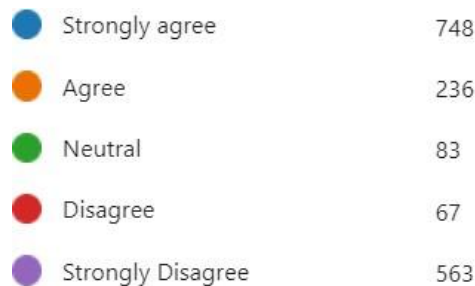 Strongly agree 748
Agree 236
Neutral 83
Disagree 67
Strongly Disagree 563